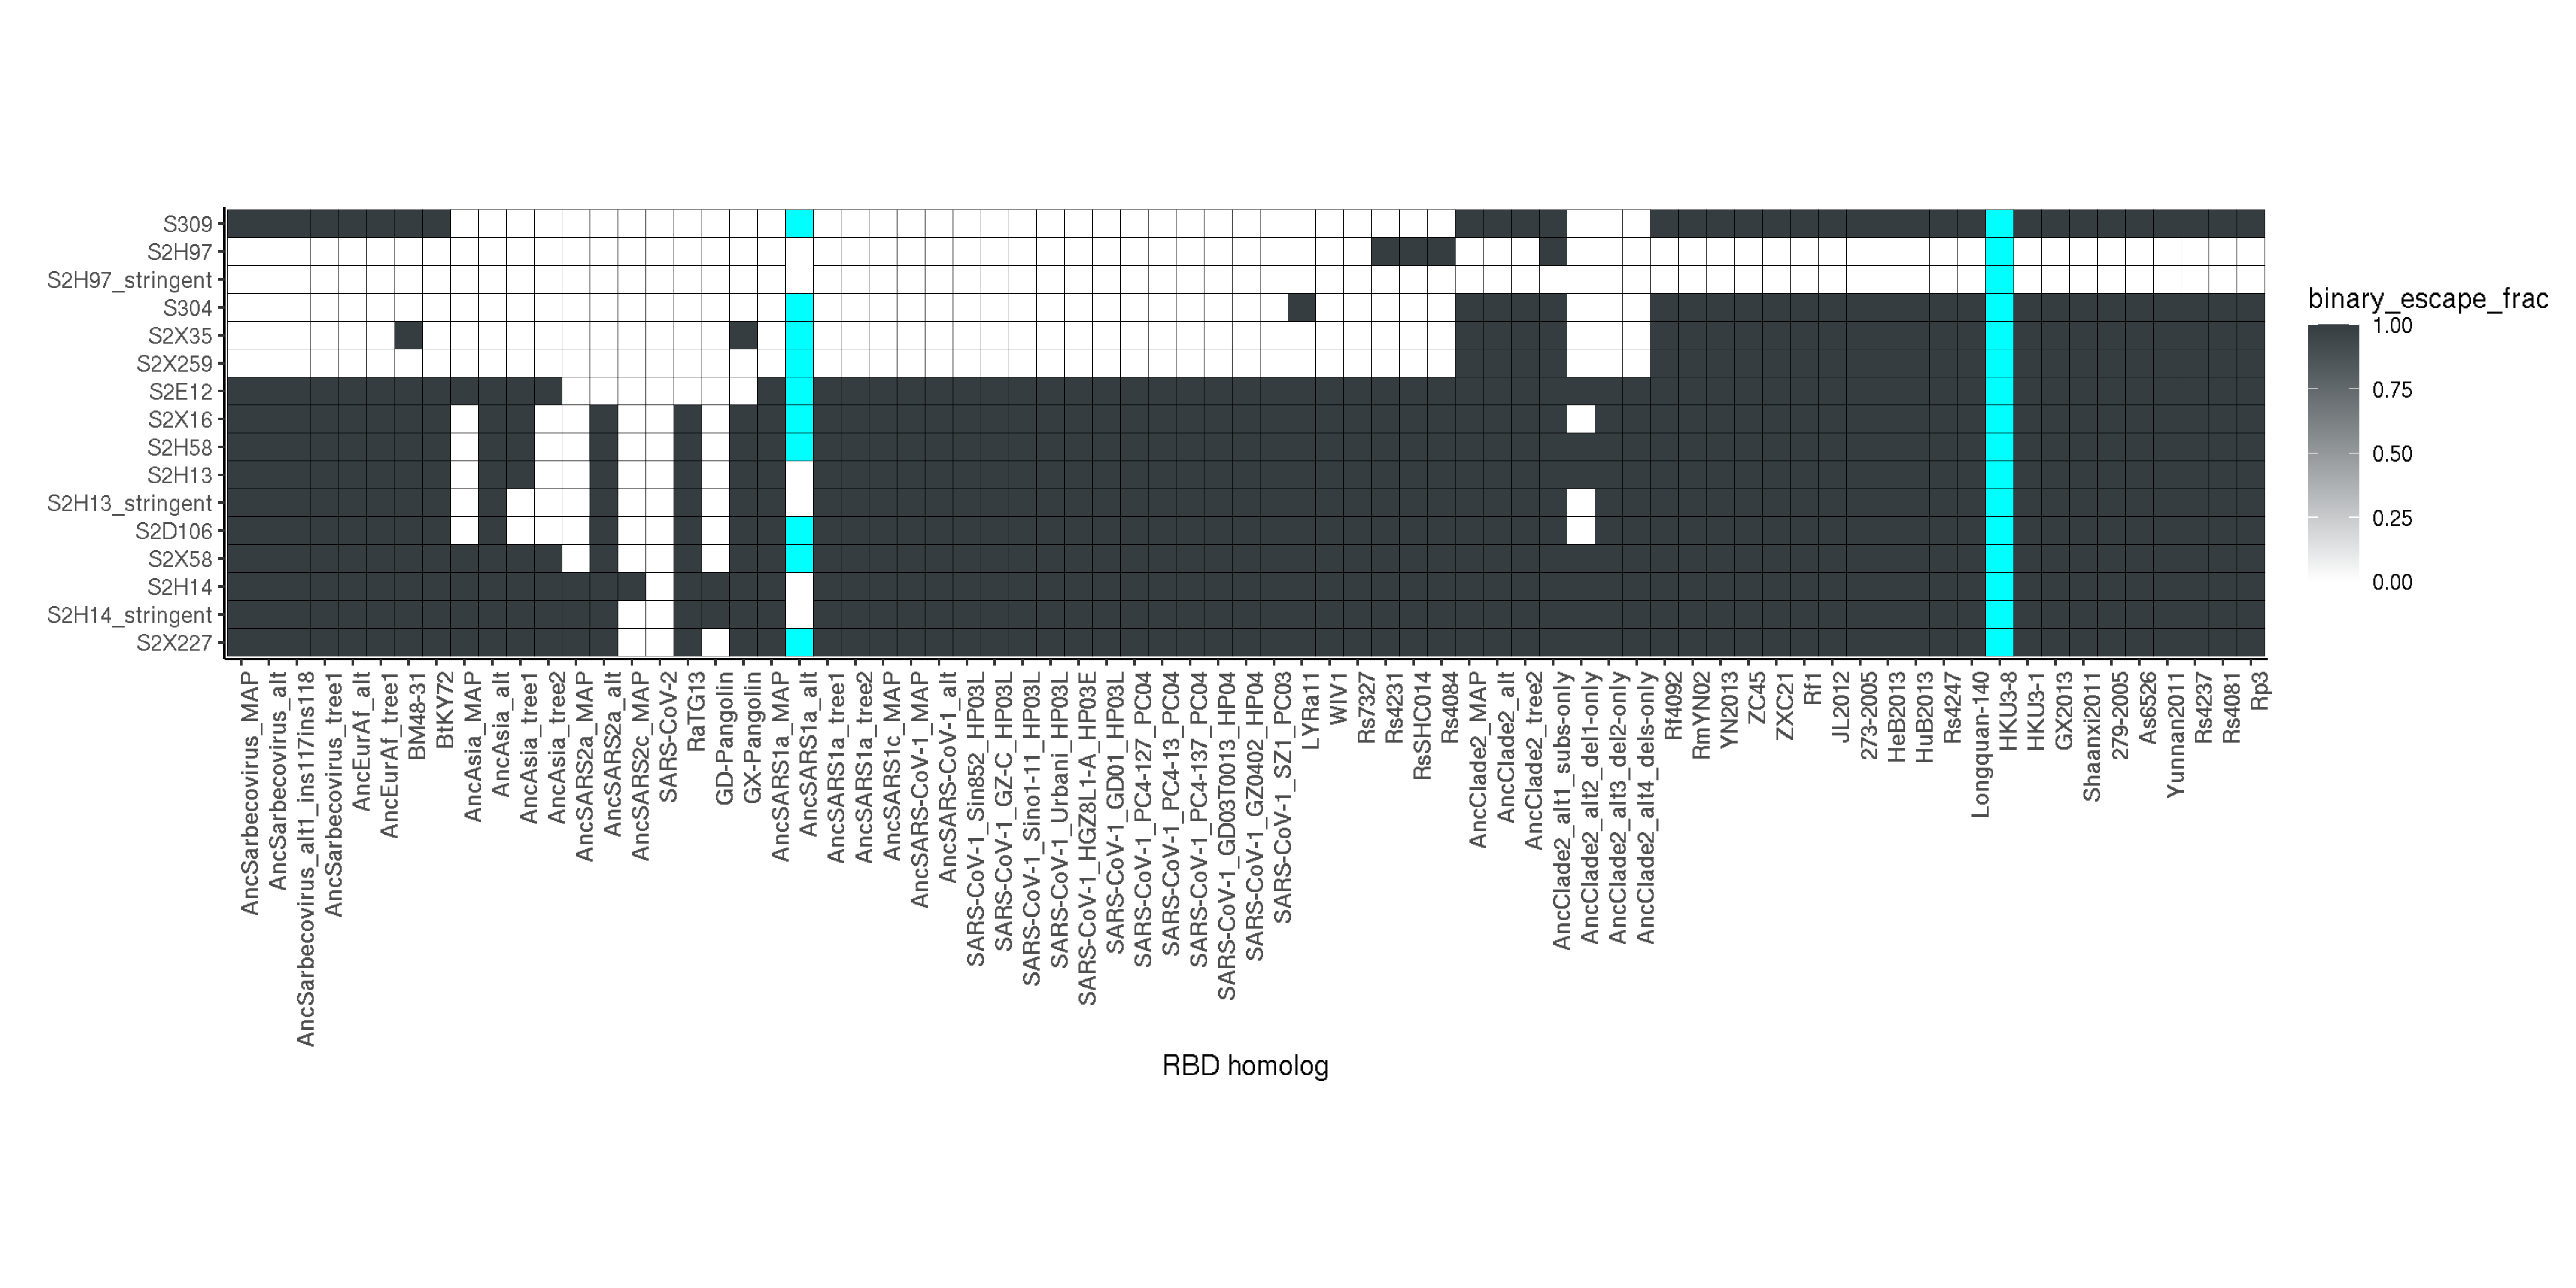 S309
S2H97
S2H97_stringent
S304
S2X35
S2X259
S2E12
S2X16
S2H58
S2H13
S2H13_stringent
S2D106
S2X58
S2H14
S2H14_stringent
S2X227
binary_escape_frac
1.00
0.75
0.50
0.25
0.00
AncSarbecovirus_MAP
AncSarbecovirus_alt
AncSarbecovirus_alt1_ins117ins118
AncSarbecovirus_tree1
AncEurAf_alt
AncEurAf_tree1
BM48-31
BtKY72
AncAsia_MAP
AncAsia_alt
AncAsia_tree1
AncAsia_tree2
AncSARS2a_MAP
AncSARS2a_alt
AncSARS2c_MAP
SARS-CoV-2
RaTG13
GD-Pangolin
GX-Pangolin
AncSARS1a_MAP
AncSARS1a_alt
AncSARS1a_tree1
AncSARS1a_tree2
AncSARS1c_MAP
AncSARS-CoV-1_MAP
AncSARS-CoV-1_alt
SARS-CoV-1_Sin852_HP03L
SARS-CoV-1_GZ-C_HP03L
SARS-CoV-1_Sino1-11_HP03L
SARS-CoV-1_Urbani_HP03L
SARS-CoV-1_HGZ8L1-A_HP03E
SARS-CoV-1_GD01_HP03L
SARS-CoV-1_PC4-127_PC04
SARS-CoV-1_PC4-13_PC04
SARS-CoV-1_PC4-137_PC04
SARS-CoV-1_GD03T0013_HP04
SARS-CoV-1_GZ0402_HP04
SARS-CoV-1_SZ1_PC03
LYRa11
WIV1
Rs7327
Rs4231
RsSHC014
Rs4084
AncClade2_MAP
AncClade2_alt
AncClade2_tree2
AncClade2_alt1_subs-only
AncClade2_alt2_del1-only
AncClade2_alt3_del2-only
AncClade2_alt4_dels-only
Rf4092
RmYN02
YN2013
ZC45
ZXC21
Rf1
JL2012
273-2005
HeB2013
HuB2013
Rs4247
Longquan-140
HKU3-8
HKU3-1
GX2013
Shaanxi2011
279-2005
As6526
Yunnan2011
Rs4237
Rs4081
Rp3
RBD homolog